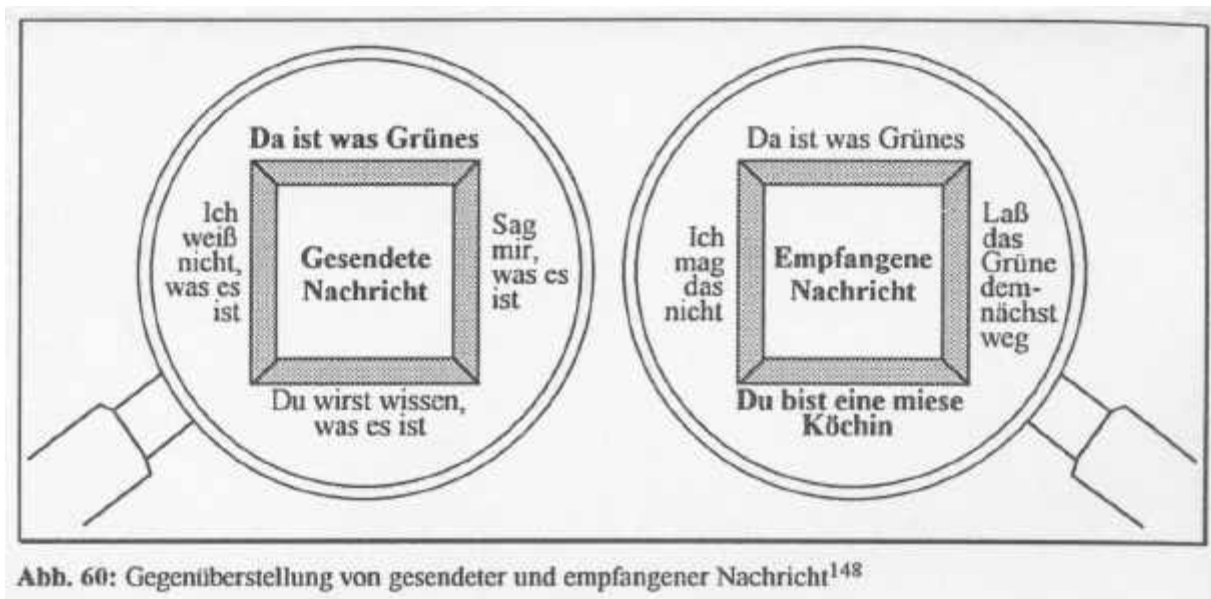 Da ist was Grünes
Ich
weiß
nicht,
was es
ist
Gesendete
Nachricht
Sag
mir,
was es
ist
Du wirst wissen,
was es ist
Da ist was Grünes
Ich
mag
das
nicht
Empfangene
Nachricht
Laß
das
Grüne
dem-
nächst
weg
Du bist eine miese
Köchin
Abb. 60: Gegenüberstellung von gesendeter und empfangener Nachricht148